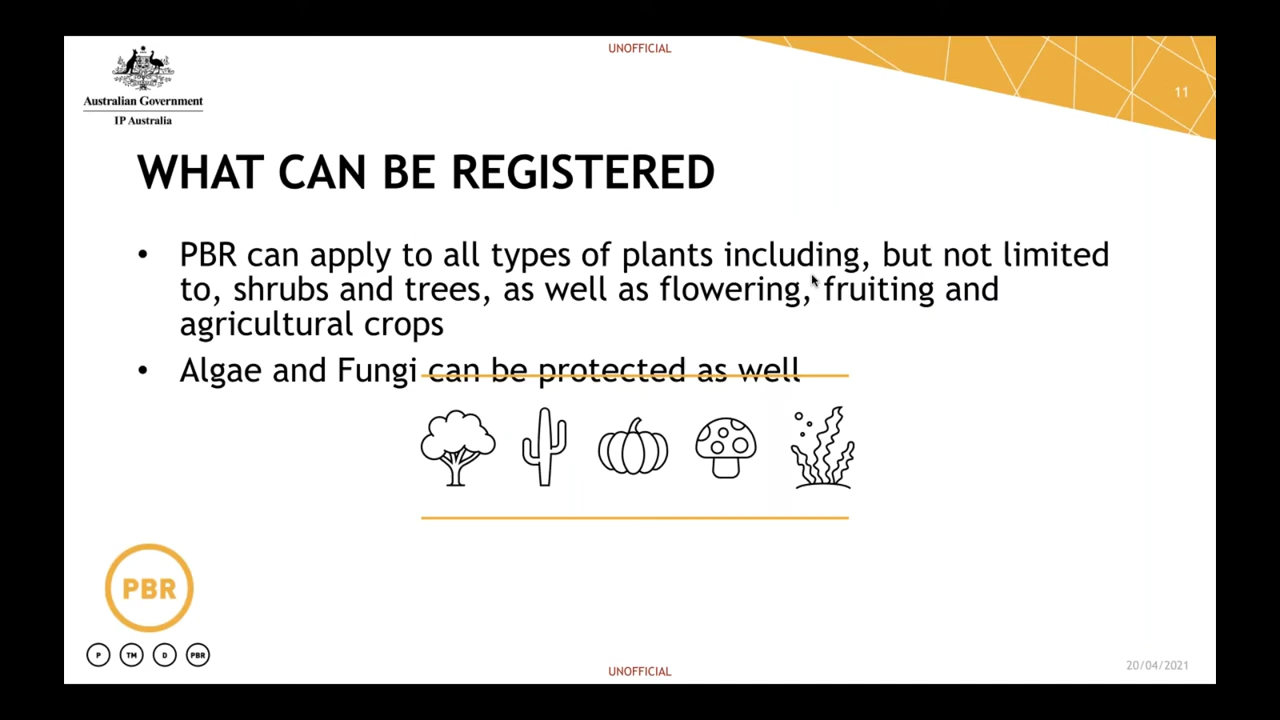 UNOFFICIAL
11
Australian Government
IP Australia
WHAT CAN BE REGISTERED
• PBR can apply to all types of plants including, but not limited
to, shrubs and trees, as well as flowering, fruiting and
agricultural crops
• Algae and Fungi can be protected as well
PBR
P TM D PBR
20/04/2021
UNOFFICIAL